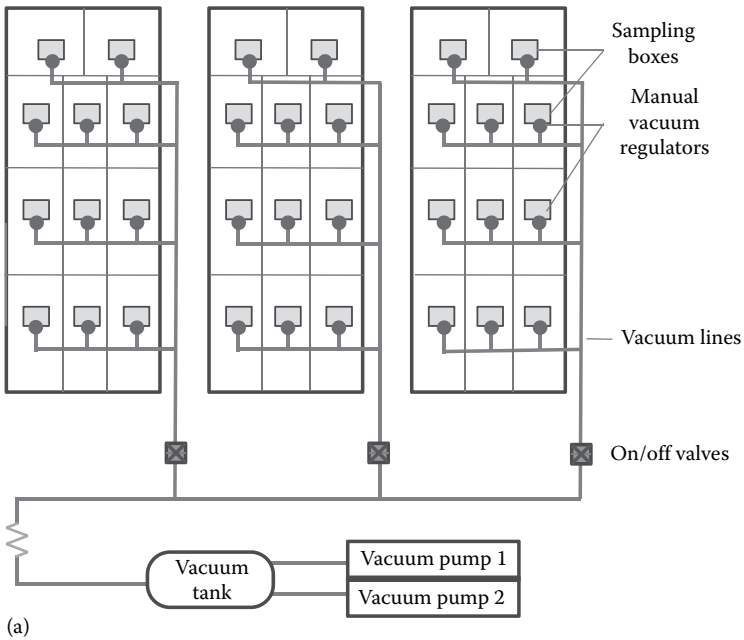 Sampling
boxes
Manual
vacuum
regulators
Vacuum lines
On/off valves
Vacuum pump 1
Vacuum
tank
Vacuum pump 2
(a)